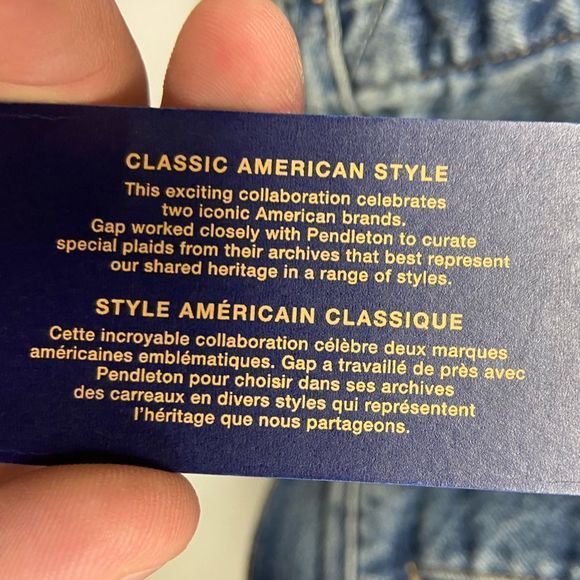 CLASSIC AMERICAN STYLE
This exciting collaboration celebrates
two iconic American brands.
Gap worked closely with Pendleton to curate
special plaids from their archives that best represent
our shared heritage in a range of styles.
STYLE AMÉRICAIN CLASSIQUE
Cette incroyable collaboration célèbre deux marques
américaines emblématiques. Gap a travaillé de près avec
Pendleton pour choisir dans ses archives
des carreaux en divers styles qui représentent
l'héritage que nous partageons.